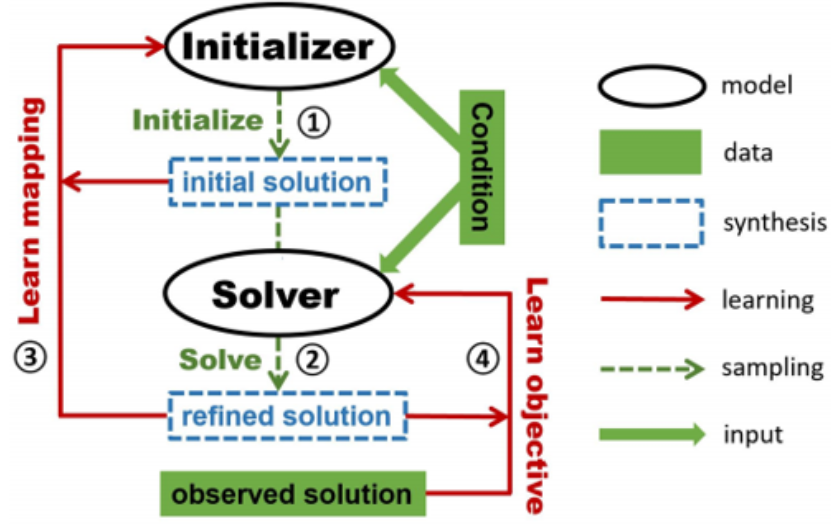 Initializer
Initialize ①
initial solution
Condition
Solver
Solve ②
refined solution
observed solution
Learn mapping
③
④
Learn objective
model
data
synthesis
learning
sampling
input